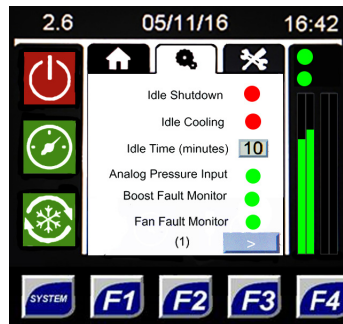 2.6 05/11/16 16:42
Idle Shutdown
Idle Cooling
Idle Time (minutes) 10
Analog Pressure Input
Boost Fault Monitor
Fan Fault Monitor
(1) >
SYSTEM F1 F2 F3 F4